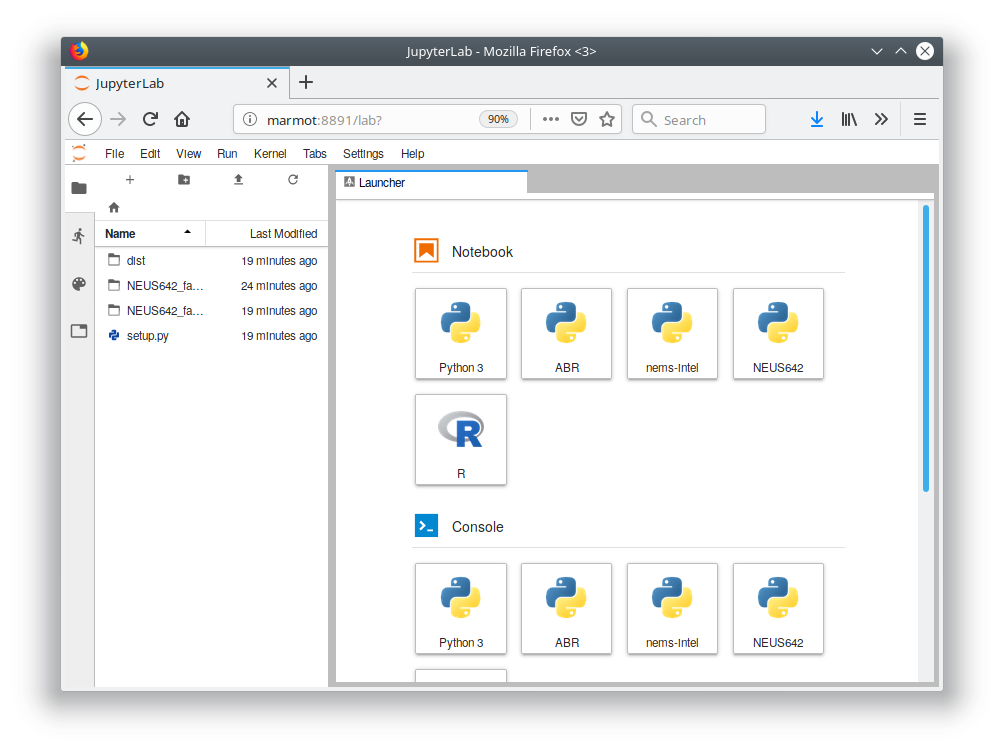 JupyterLab - Mozilla Firefox <3>
JupyterLab
marmot:8891/lab?
90%
Search
File Edit View Run Kernel Tabs Settings Help
Launcher
Name
Last Modified
dist
19 minutes ago
NEUS642_fa...
24 minutes ago
NEUS642_fa...
19 minutes ago
setup.py
19 minutes ago
Notebook
Python 3
ABR
nems-intel
NEUS642
R
R
Console
Python 3
ABR
nems-intel
NEUS642